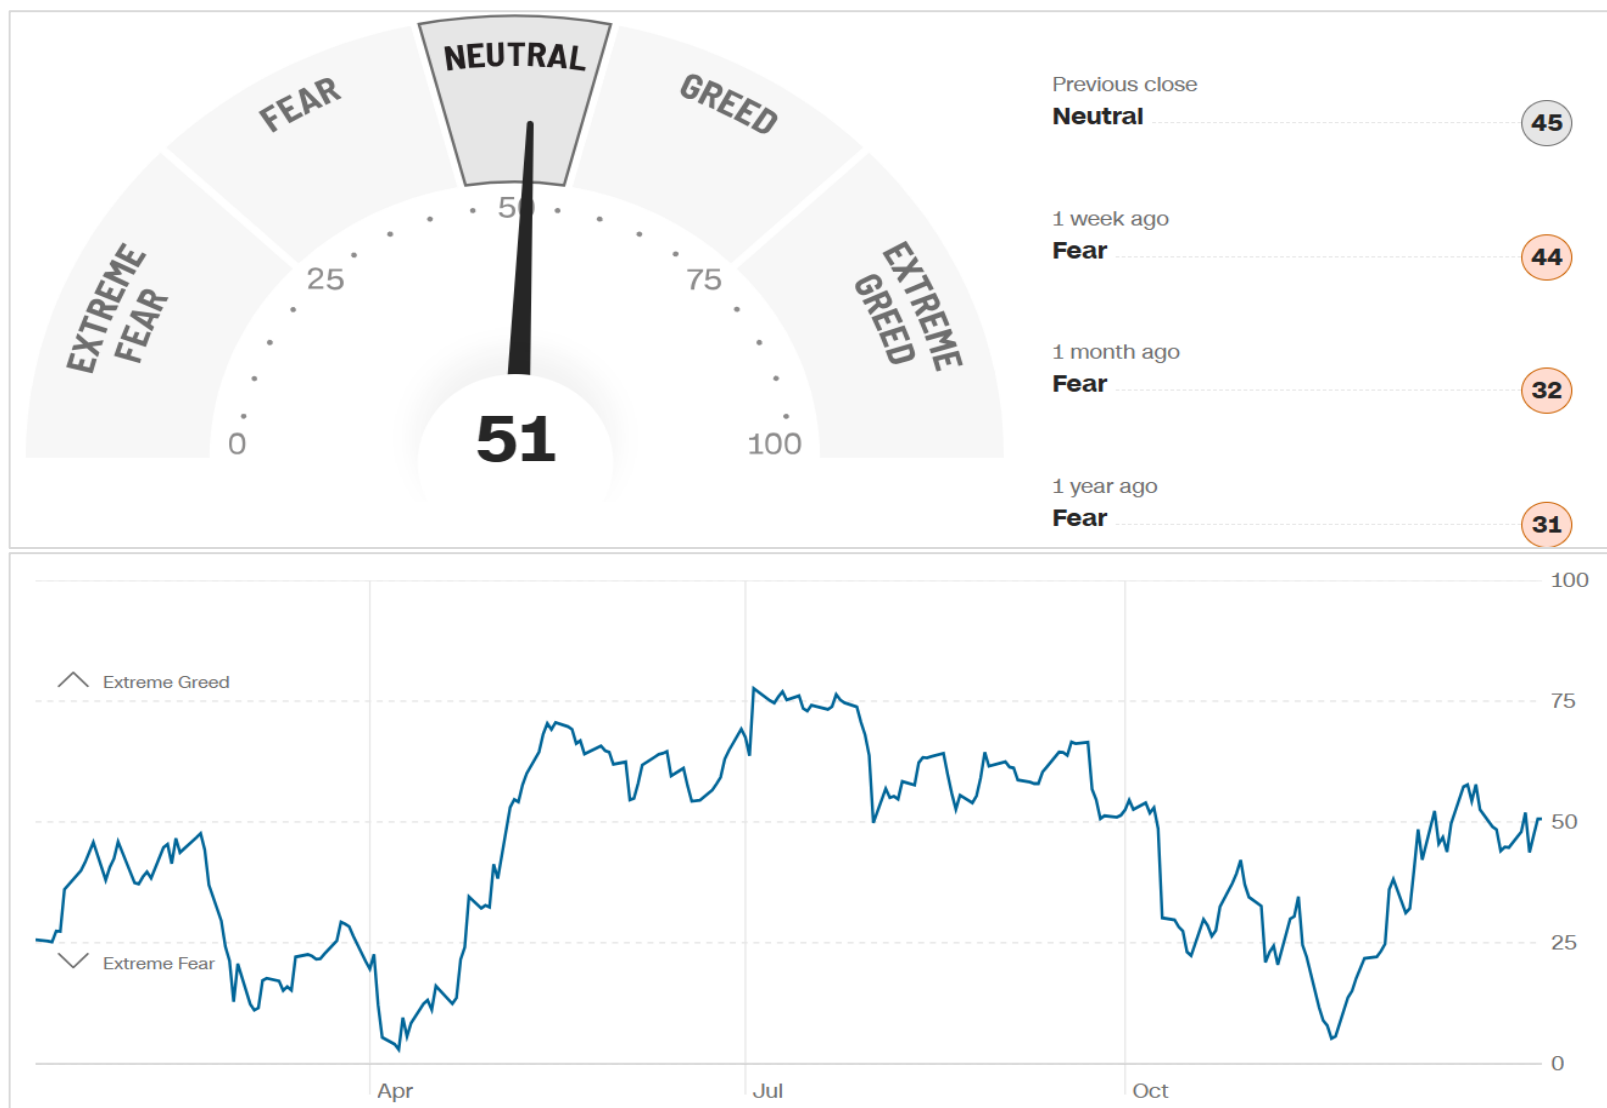 NEUTRAL
FEAR
GREED
EXTREME
FEAR
EXTREME
GREED
0
25
50
75
100
51
Previous close
Neutral
45
1 week ago
Fear
44
1 month ago
Fear
32
1 year ago
Fear
31
100
Extreme Greed
75
50
25
Extreme Fear
0
Apr
Jul
Oct